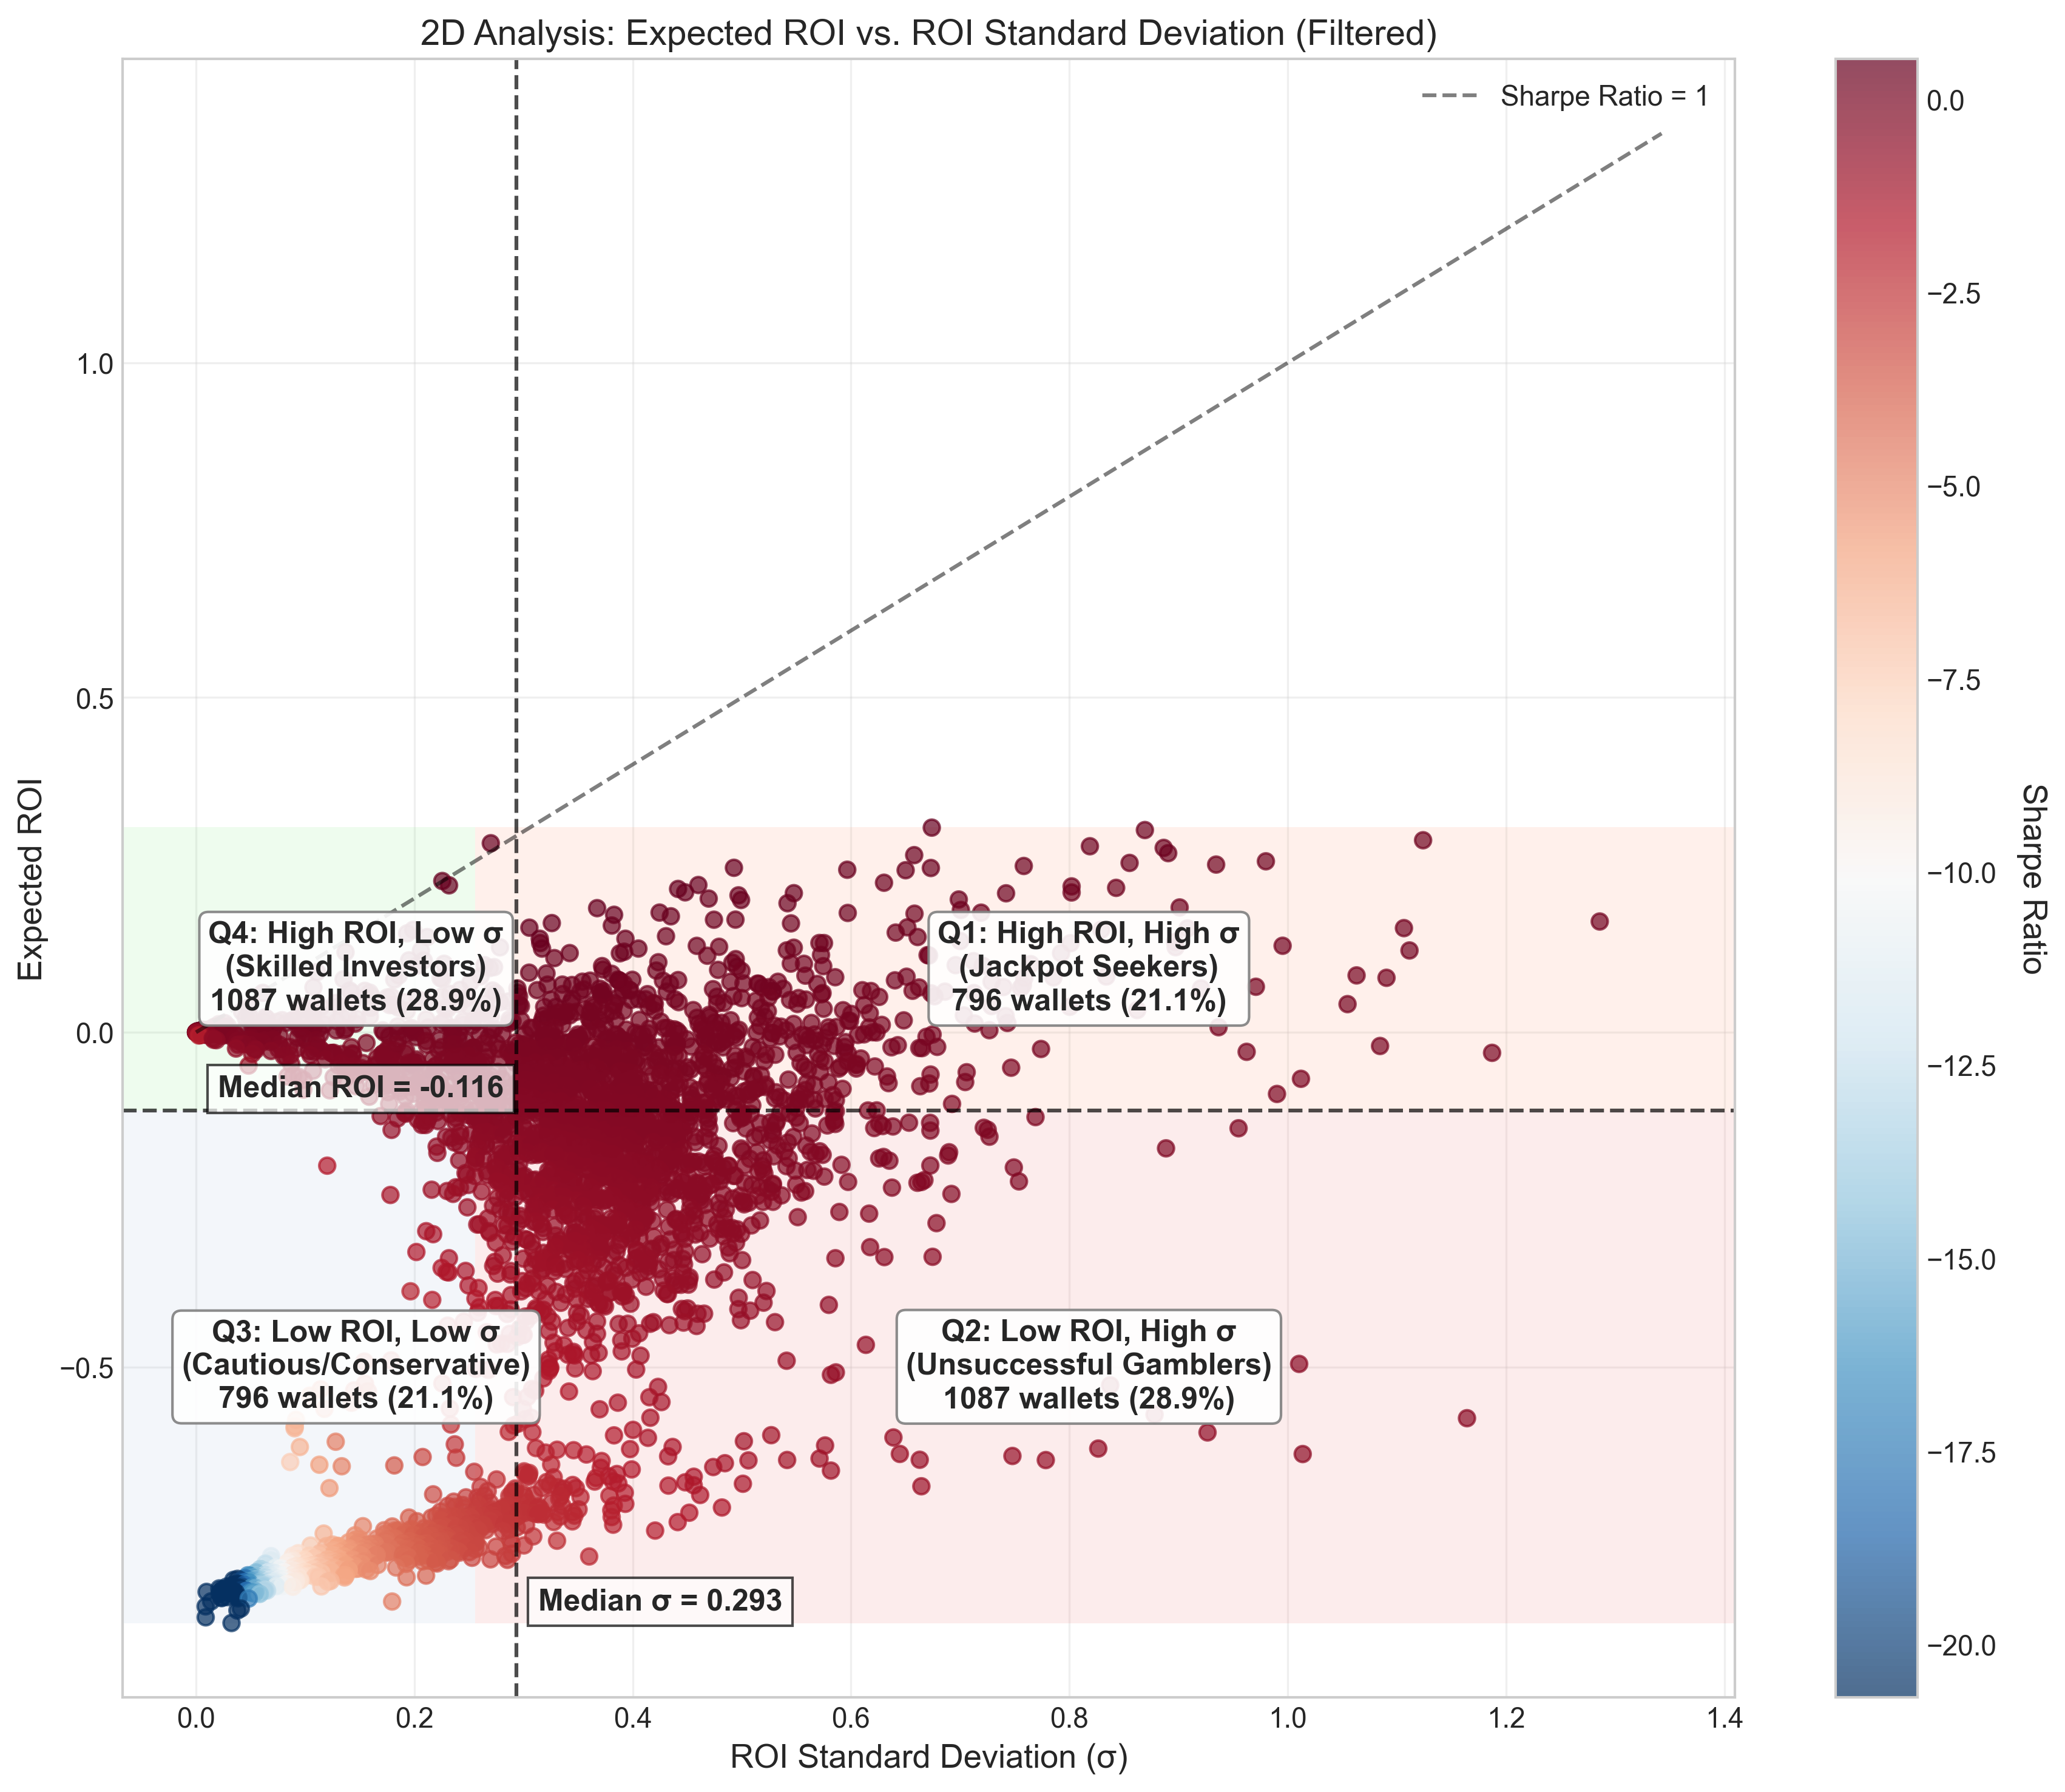 2D Analysis: Expected ROI vs. ROI Standard Deviation (Filtered)
Sharpe Ratio = 1
Expected ROI
1.0
0.5
0.0
−0.5
Q4: High ROI, Low σ
(Skilled Investors)
1087 wallets (28.9%)
Q1: High ROI, High σ
(Jackpot Seekers)
796 wallets (21.1%)
Median ROI = -0.116
Q3: Low ROI, Low σ
(Cautious/Conservative)
796 wallets (21.1%)
Q2: Low ROI, High σ
(Unsuccessful Gamblers)
1087 wallets (28.9%)
Median σ = 0.293
0.0
0.2
0.4
0.6
0.8
1.0
1.2
1.4
ROI Standard Deviation (σ)
0.0
−2.5
−5.0
−7.5
−10.0
−12.5
−15.0
−17.5
−20.0
Sharpe Ratio